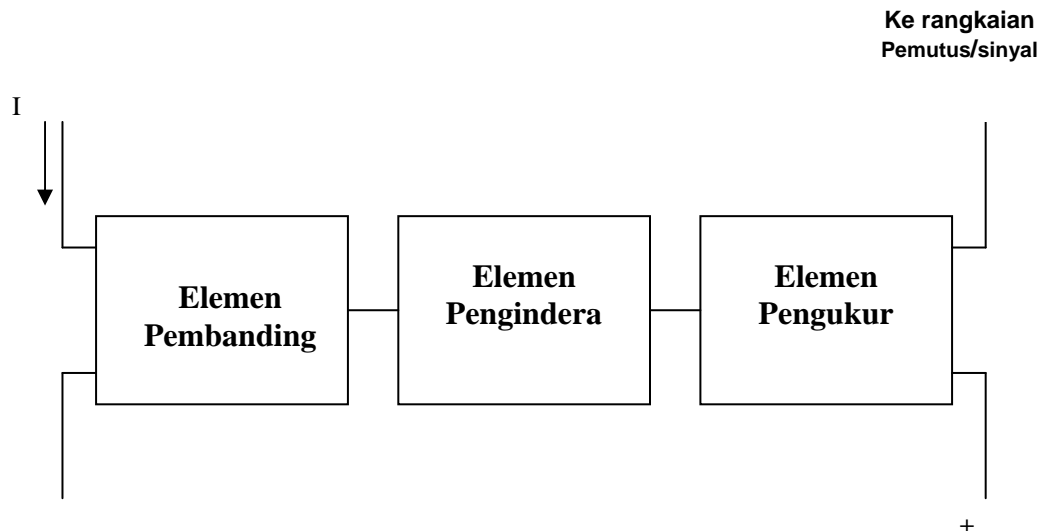 Ke rangkaian
Pemutus/sinyal
I
Elemen
Pembanding
Elemen
Pengindera
Elemen
Pengukur
+